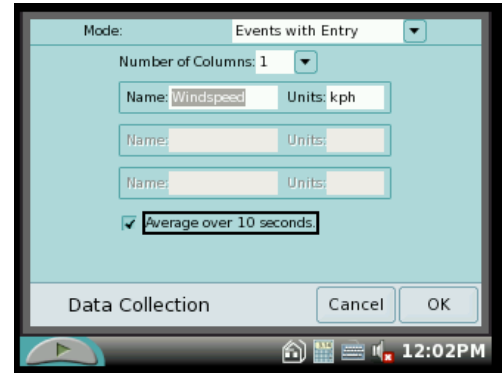 Mode: Events with Entry
Number of Columns: 1
Name: Windspeed Units: kph
Name: Units:
Name: Units:
Average over 10 seconds.
Data Collection Cancel OK
12:02PM